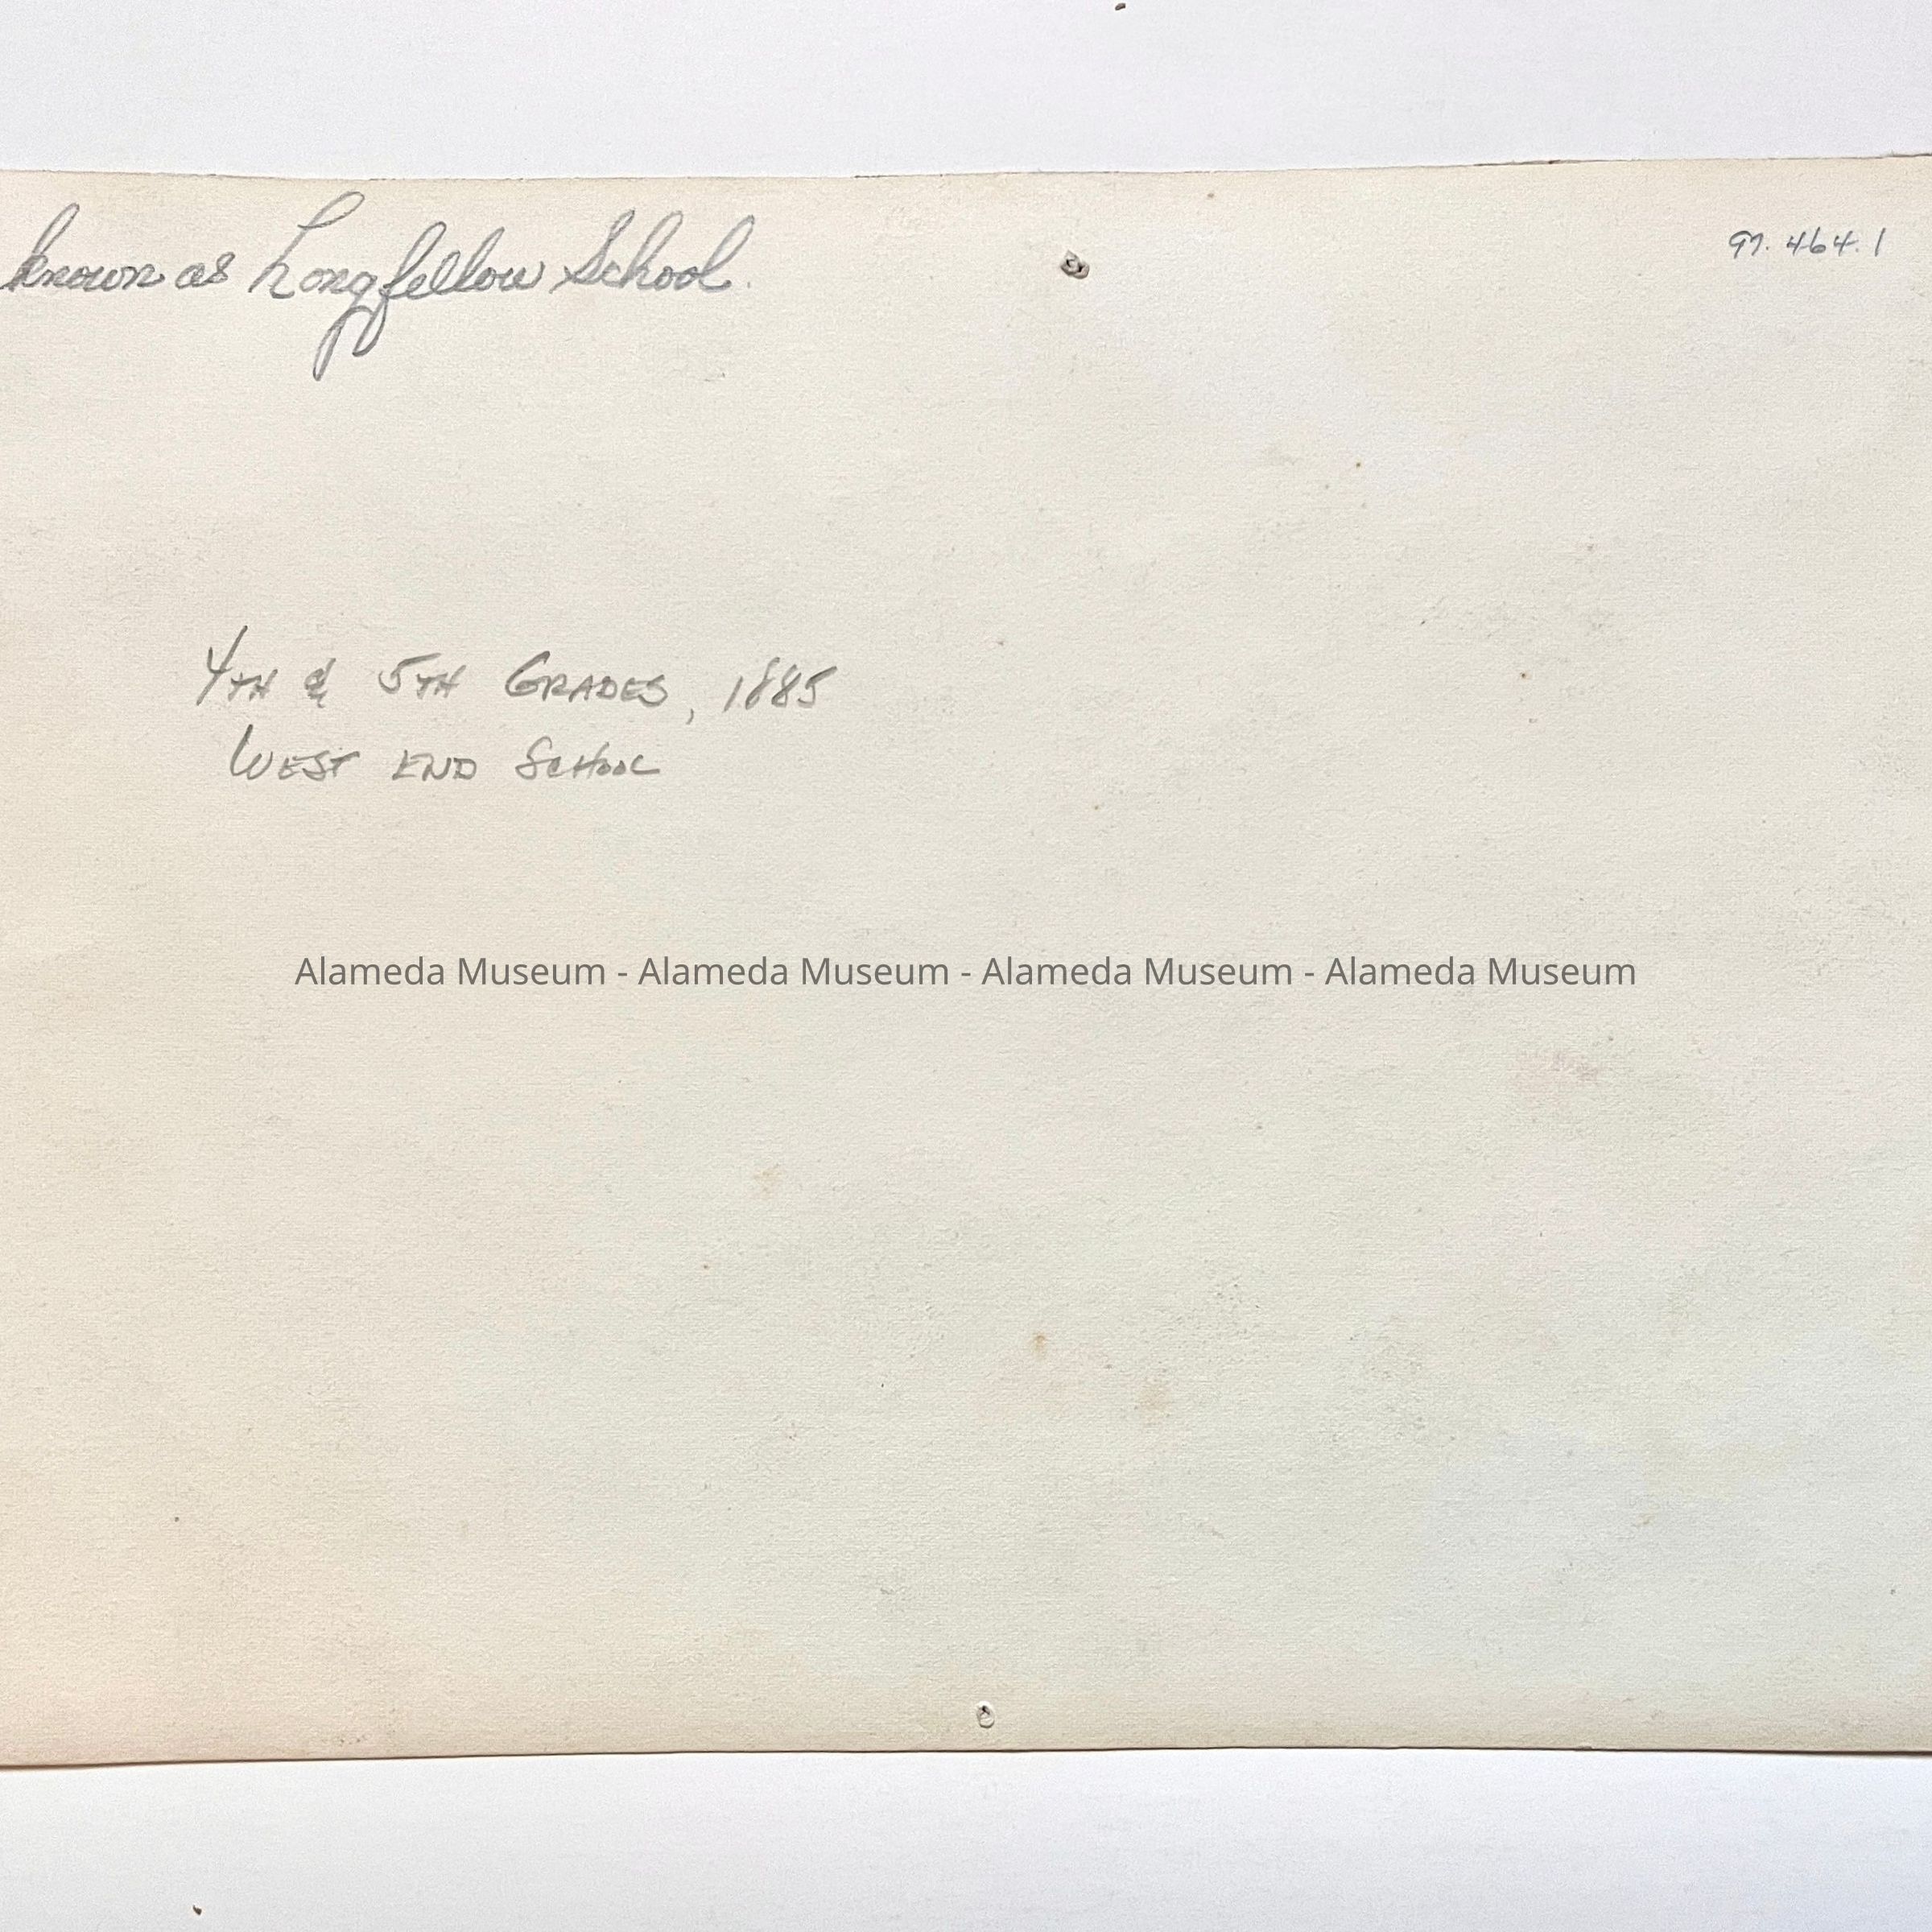 known as Longfellow School.
97.464.1
4TH & 5TH GRADES, 1885
WEST END SCHOOL
Alameda Museum - Alameda Museum - Alameda Museum - Alameda Museum